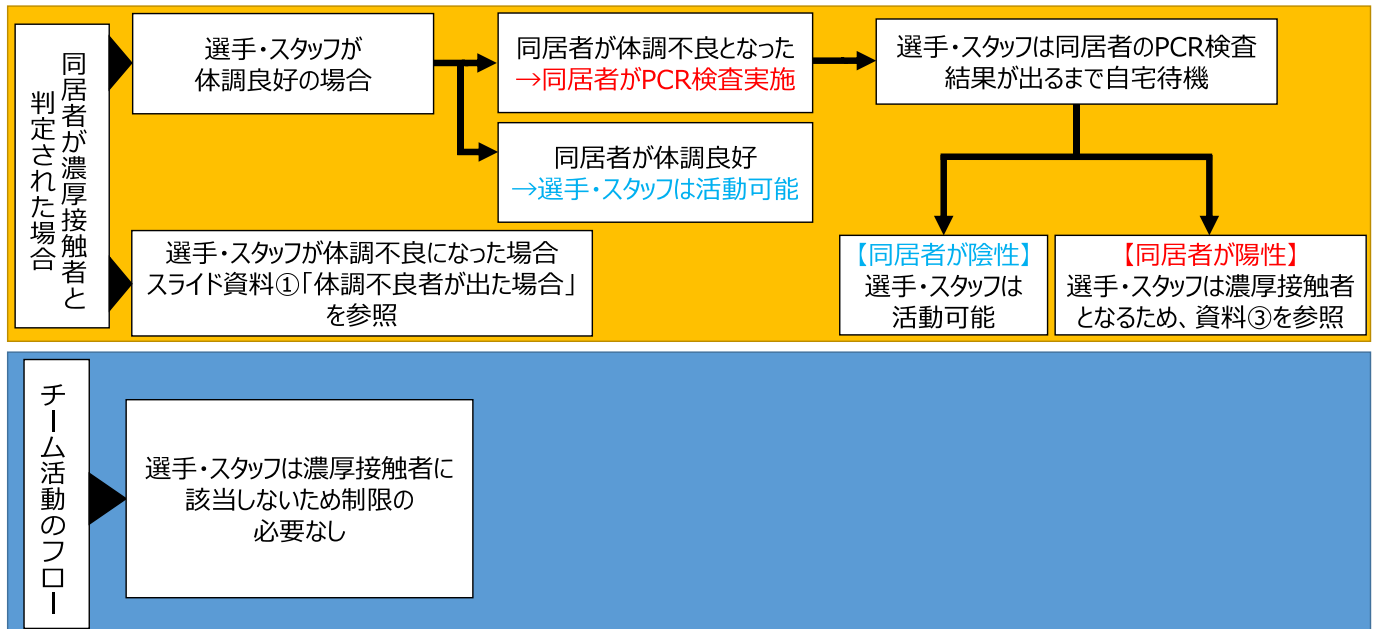 同居者が濃厚接触者と
判定された場合
選手・スタッフが
体調良好の場合
同居者が体調不良となった
→同居者がPCR検査実施
選手・スタッフは同居者のPCR検査
結果が出るまで自宅待機
同居者が体調良好
→選手・スタッフは活動可能
【同居者が陰性】
選手・スタッフは
活動可能
【同居者が陽性】
選手・スタッフは濃厚接触者
となるため、資料③を参照
選手・スタッフが体調不良になった場合
スライド資料①「体調不良者が出た場合」
を参照
チーム活動のフロー
選手・スタッフは濃厚接触者に
該当しないため制限の
必要なし